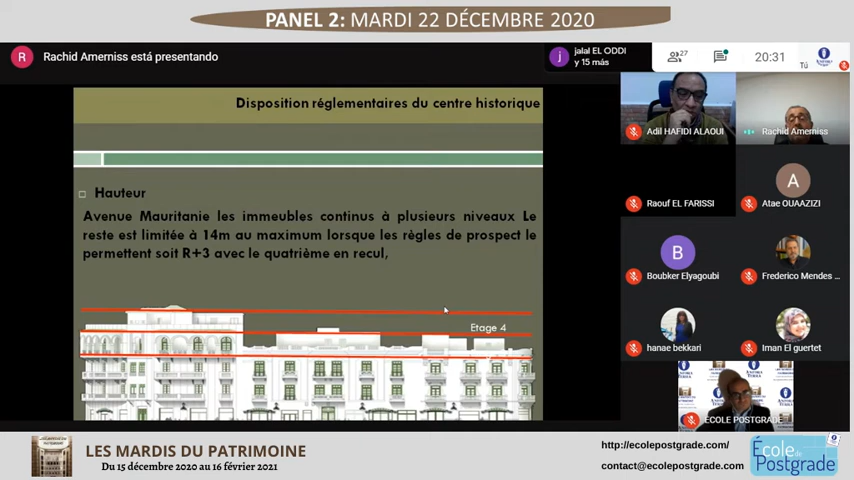 PANEL 2: MARDI 22 DÉCEMBRE 2020
R Rachid Amerniss está presentando
j jalal EL ODDI
y 15 más
27
20:31
Tú
Disposition réglementaires du centre historique
Hauteur
Avenue Mauritanie les immeubles continus à plusieurs niveaux Le
reste est limitée à 14m au maximum lorsque les règles de prospect le
permettent soit R+3 avec le quatrième en recul,
Etage 4
Adil HAFIDI ALAOUI
Rachid Amerniss
Raouf EL FARISSI
A
Atae OUAAZIZI
B
Boubker Elyagoubi
Frederico Mendes ...
hanae bekkari
Iman El guertet
ECOLE POSTGRADE
LES MARDIS DU PATRIMOINE
Du 15 décembre 2020 au 16 février 2021
http://ecolepostgrade.com/
contact@ecolepostgrade.com
École de
Postgrade